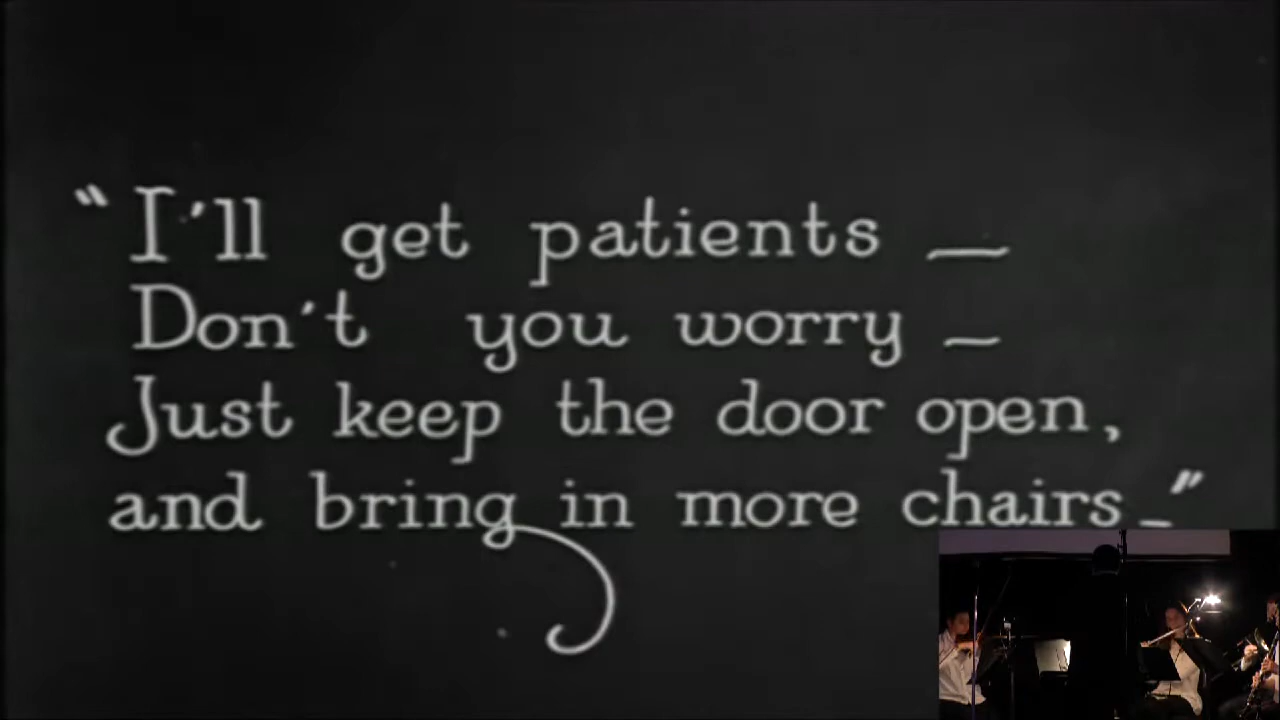 “I'll get patients —
Don't you worry —
Just keep the door open,
and bring in more chairs —”